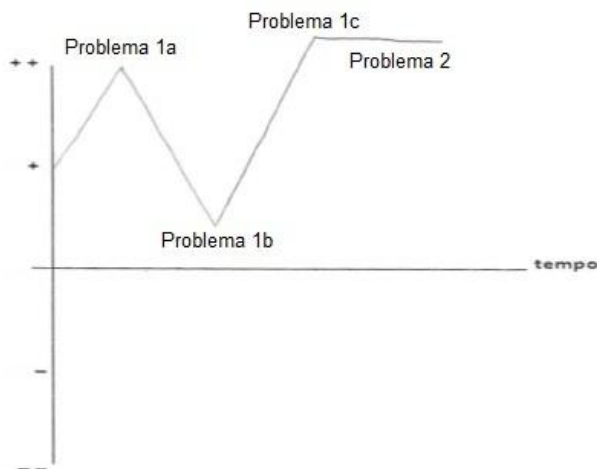 Problema 1c
Problema 1a
++
Problema 2
+
Problema 1b
tempo
-
--